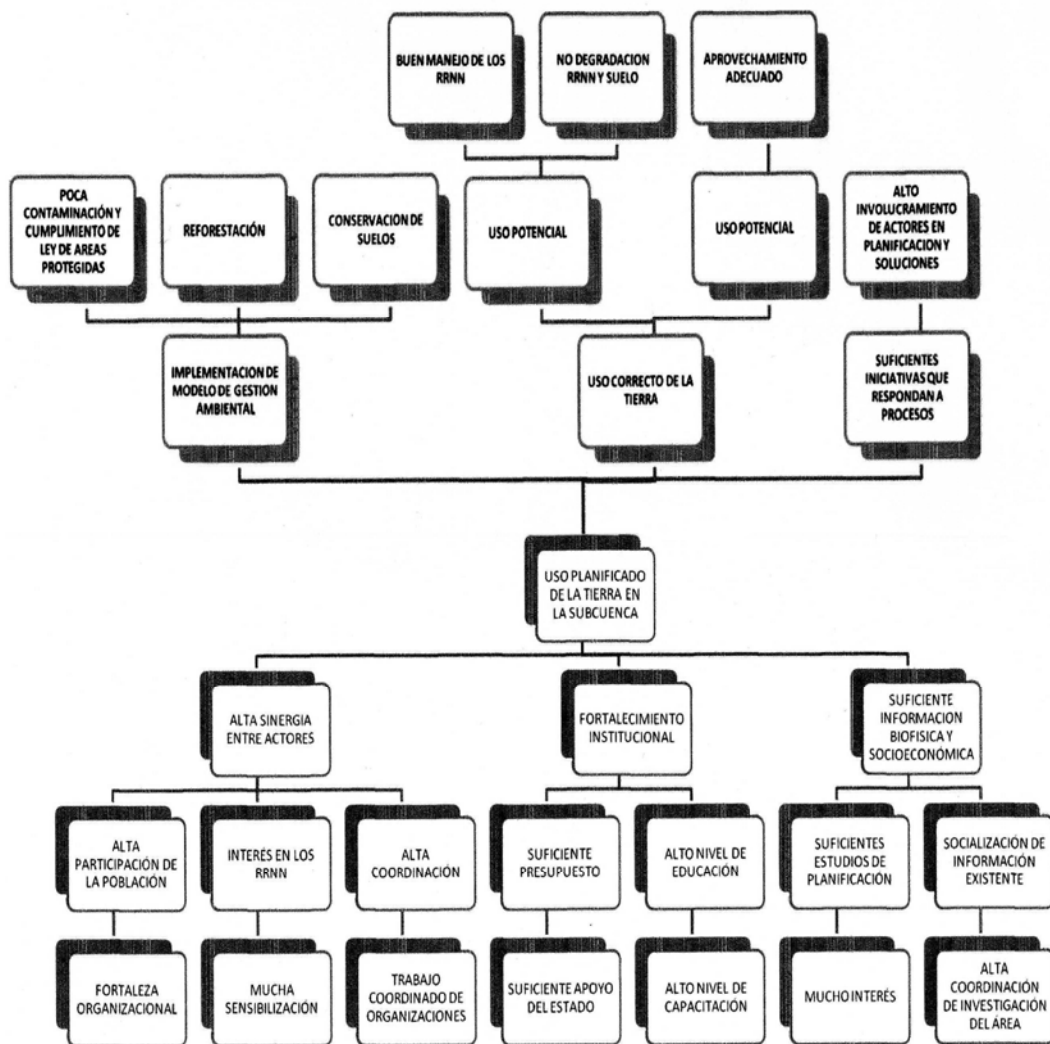 BUEN MANEJO DE LOS
RRNN
NO DEGRADACION
RRNN Y SUELO
APROVECHAMIENTO
ADECUADO
POCA
CONTAMINACIÓN Y
CUMPLIMIENTO DE
LEY DE AREAS
PROTEGIDAS
REFORESTACIÓN
CONSERVACION DE
SUELOS
USO POTENCIAL
USO POTENCIAL
ALTO
INVOLUCRAMIENTO
DE ACTORES EN
PLANIFICACION Y
SOLUCIONES
IMPLEMENTACION DE
MODELO DE GESTION
AMBIENTAL
USO CORRECTO DE LA
TIERRA
SUFICIENTES
INICIATIVAS QUE
RESPONDAN A
PROCESOS
USO PLANIFICADO
DE LA TIERRA EN
LA SUBCUENCA
ALTA SINERGIA
ENTRE ACTORES
FORTALECIMIENTO
INSTITUCIONAL
SUFICIENTE
INFORMACION
BIOFISICA Y
SOCIOECONÓMICA
ALTA
PARTICIPACIÓN DE
LA POBLACIÓN
INTERÉS EN LOS
RRNN
ALTA
COORDINACIÓN
SUFICIENTE
PRESUPUESTO
ALTO NIVEL DE
EDUCACIÓN
SUFICIENTES
ESTUDIOS DE
PLANIFICACIÓN
SOCIALIZACIÓN DE
INFORMACIÓN
EXISTENTE
FORTALEZA
ORGANIZACIONAL
MUCHA
SENSIBILIZACIÓN
TRABAJO
COORDINADO DE
ORGANIZACIONES
SUFICIENTE APOYO
DEL ESTADO
ALTO NIVEL DE
CAPACITACIÓN
MUCHO INTERÉS
ALTA
COORDINACIÓN
DE INVESTIGACIÓN
DEL ÁREA